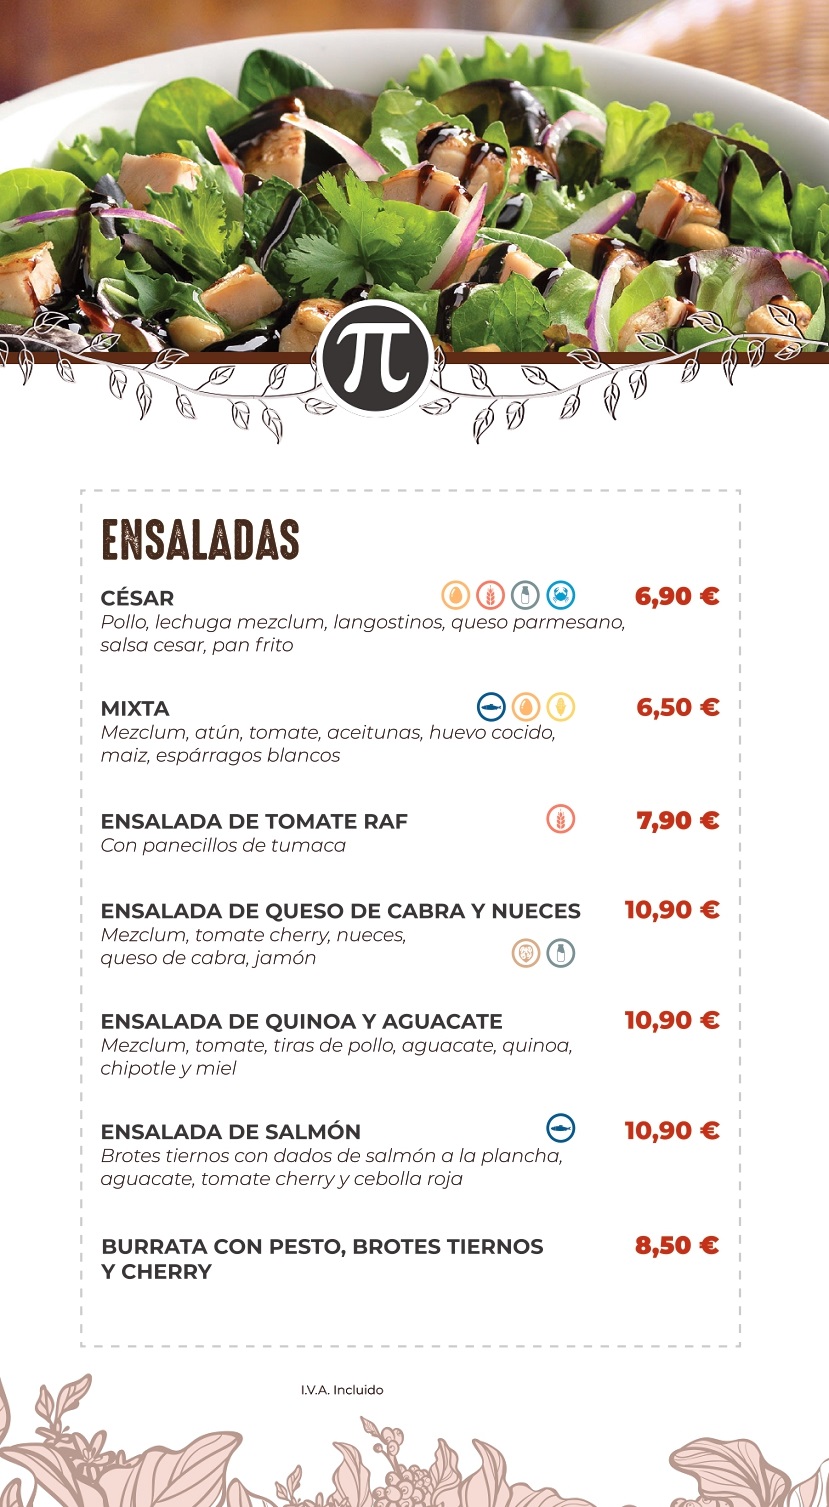 π
ENSALADAS
CÉSAR 6,90 €
Pollo, lechuga mezclum, langostinos, queso parmesano,
salsa cesar, pan frito
MIXTA 6,50 €
Mezclum, atún, tomate, aceitunas, huevo cocido,
maiz, espárragos blancos
ENSALADA DE TOMATE RAF 7,90 €
Con panecillos de tumaca
ENSALADA DE QUESO DE CABRA Y NUECES 10,90 €
Mezclum, tomate cherry, nueces,
queso de cabra, jamón
ENSALADA DE QUINOA Y AGUACATE 10,90 €
Mezclum, tomate, tiras de pollo, aguacate, quinoa,
chipotle y miel
ENSALADA DE SALMÓN 10,90 €
Brotes tiernos con dados de salmón a la plancha,
aguacate, tomate cherry y cebolla roja
BURRATA CON PESTO, BROTES TIERNOS 8,50 €
Y CHERRY
I.V.A. Incluido